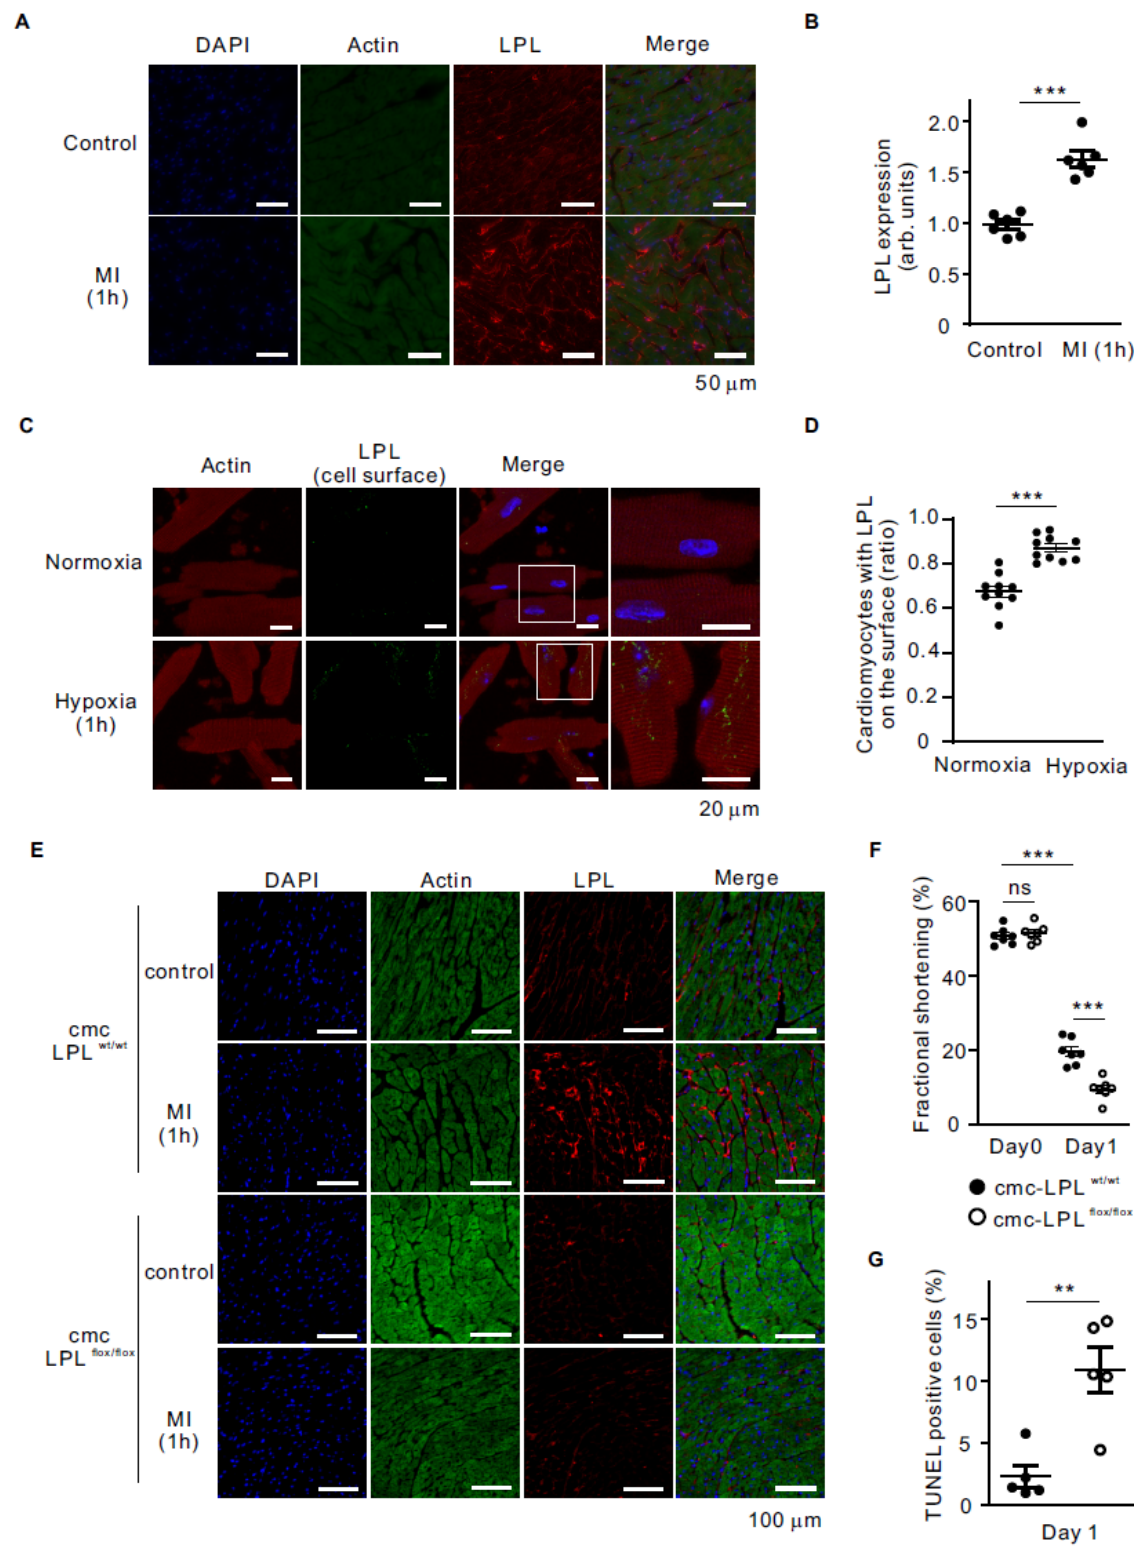 A
DAPI Actin LPL Merge
Control
MI
(1h)
50 μm
B
***
LPL expression
(arb. units)
2.0
1.5
1.0
0.5
0
Control MI (1h)
C
Actin LPL
(cell surface) Merge
Normoxia
Hypoxia
(1h)
20 μm
D
***
Cardiomyocytes with LPL
on the surface (ratio)
1.0
0.8
0.6
0.4
0.2
0
Normoxia Hypoxia
E
DAPI Actin LPL Merge
cmc
LPL wt/wt
control
MI
(1h)
cmc
LPL flox/flox
control
MI
(1h)
100 μm
F
***
ns
***
Fractional shortening (%)
60
40
20
0
Day0 Day1
cmc-LPL wt/wt
cmc-LPL flox/flox
G
**
TUNEL positive cells (%)
15
10
5
0
Day 1